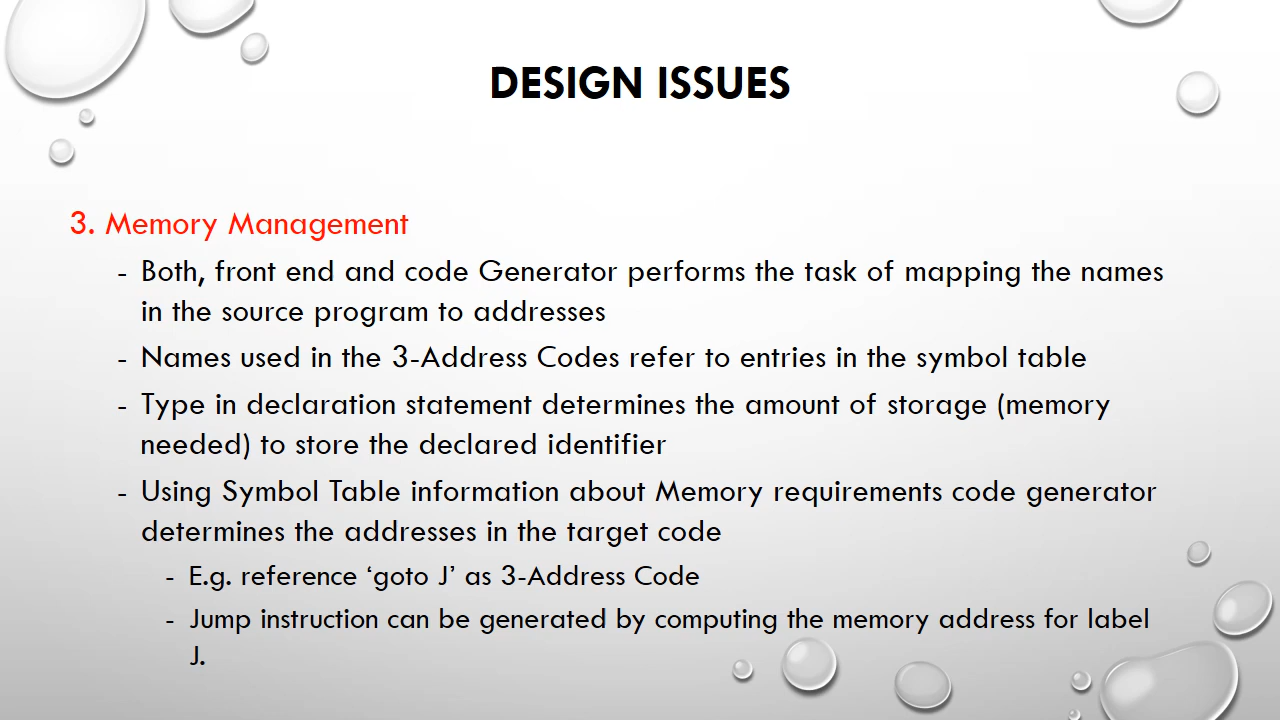 DESIGN ISSUES
3. Memory Management
- Both, front end and code Generator performs the task of mapping the names
in the source program to addresses
- Names used in the 3-Address Codes refer to entries in the symbol table
- Type in declaration statement determines the amount of storage (memory
needed) to store the declared identifier
- Using Symbol Table information about Memory requirements code generator
determines the addresses in the target code
- E.g. reference ‘goto J’ as 3-Address Code
- Jump instruction can be generated by computing the memory address for label
J.